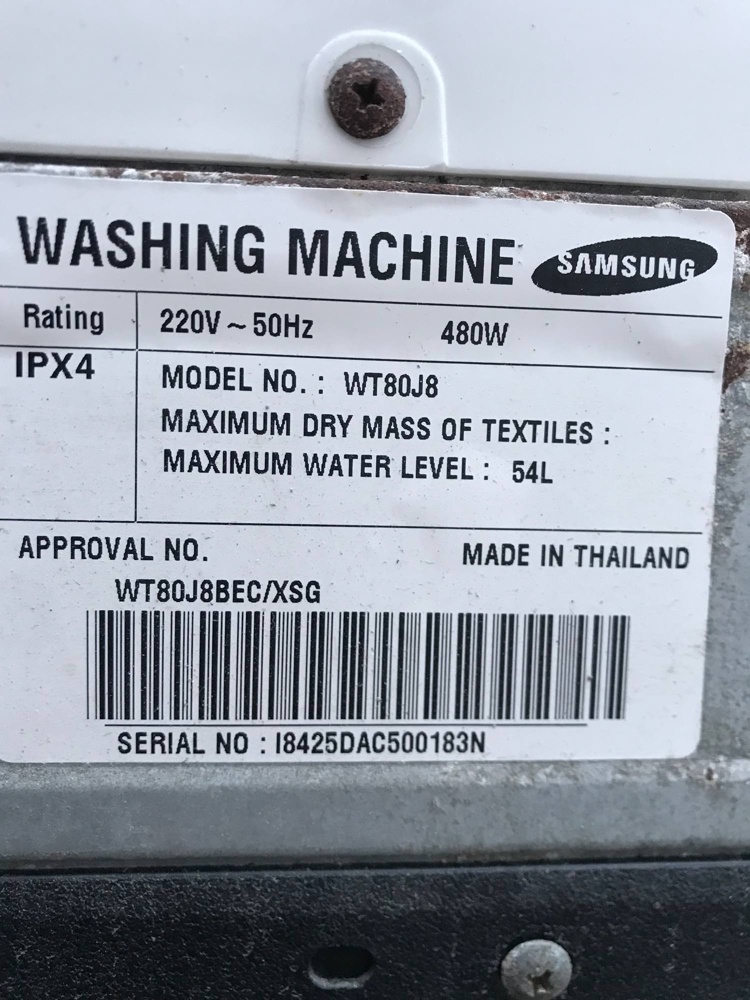 WASHING MACHINE SAMSUNG
Rating 220V ~ 50Hz 480W
IPX4
MODEL NO. : WT80J8
MAXIMUM DRY MASS OF TEXTILES :
MAXIMUM WATER LEVEL : 54L
APPROVAL NO. MADE IN THAILAND
WT80J8BEC/XSG
SERIAL NO : I8425DAC500183N